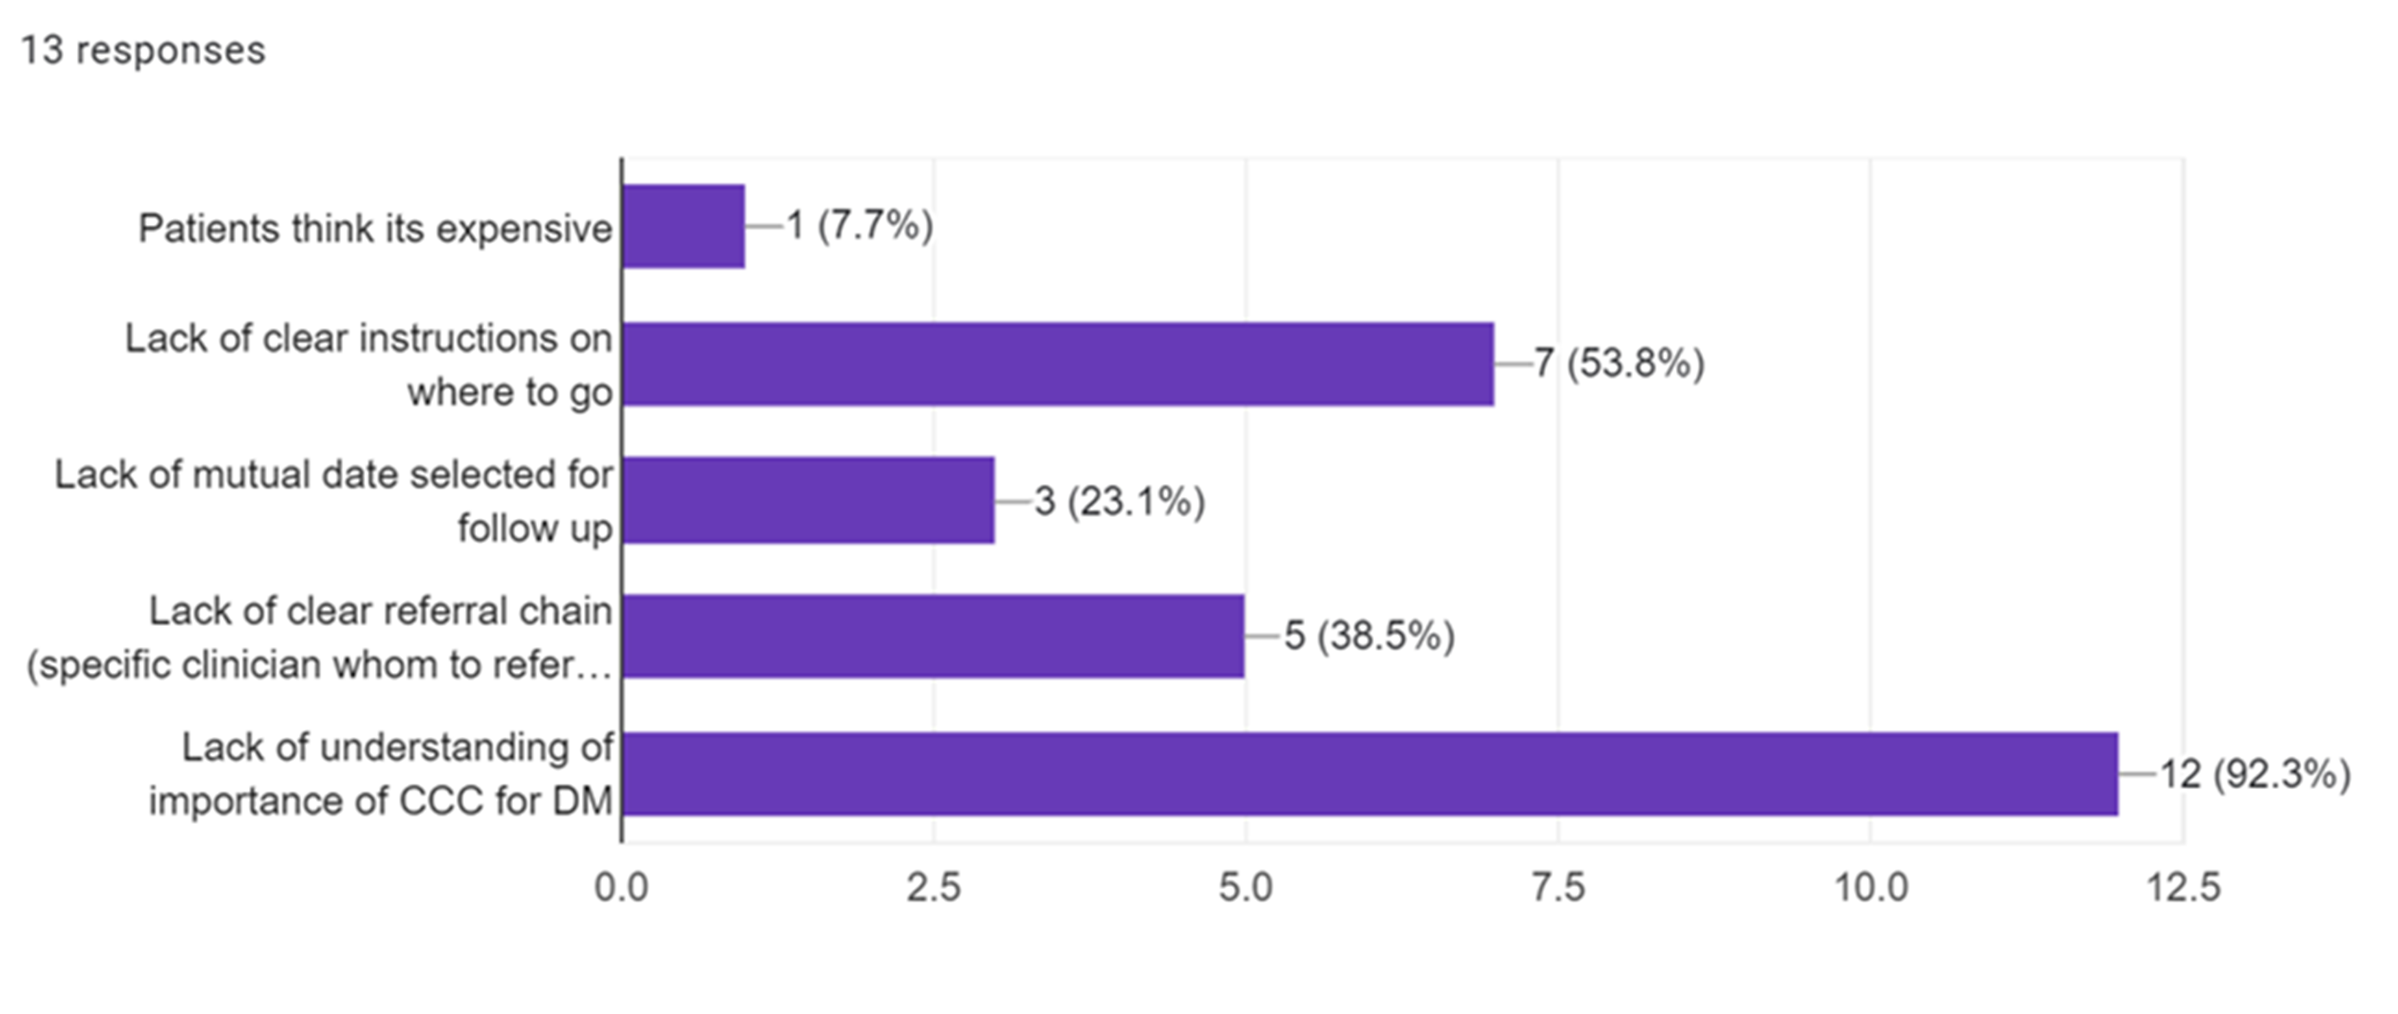 13 responses
Patients think its expensive
1 (7.7%)
Lack of clear instructions on
where to go
7 (53.8%)
Lack of mutual date selected for
follow up
3 (23.1%)
Lack of clear referral chain
(specific clinician whom to refer…
5 (38.5%)
Lack of understanding of
importance of CCC for DM
12 (92.3%)
0.0 2.5 5.0 7.5 10.0 12.5